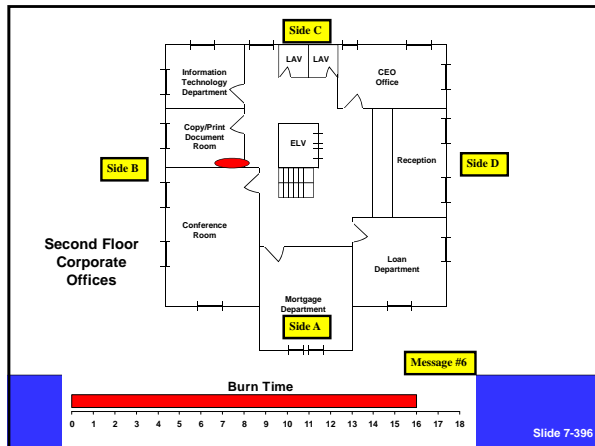 Side C
LAV
LAV
Information
Technology
Department
CEO
Office
Copy/Print
Document
Room
ELV
Side B
Reception
Side D
Conference
Room
Second Floor
Corporate
Offices
Loan
Department
Mortgage
Department
Side A
Message #6
Burn Time
0 1 2 3 4 5 6 7 8 9 10 11 12 13 14 15 16 17 18
Slide 7-396